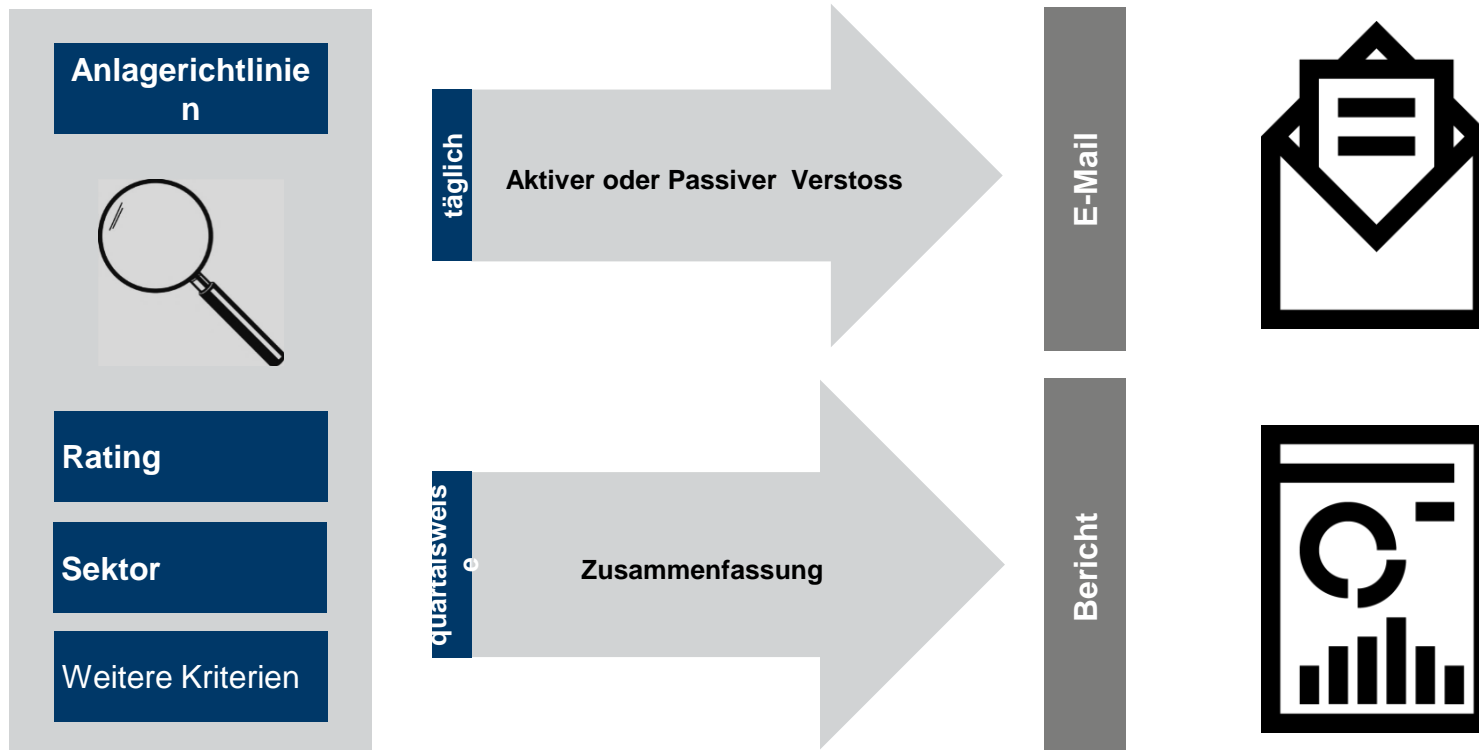 Anlagerichtlinie
n
Rating
Sektor
Weitere Kriterien
täglich
Aktiver oder Passiver Verstoss
E-Mail
quartalsweis
e
Zusammenfassung
Bericht